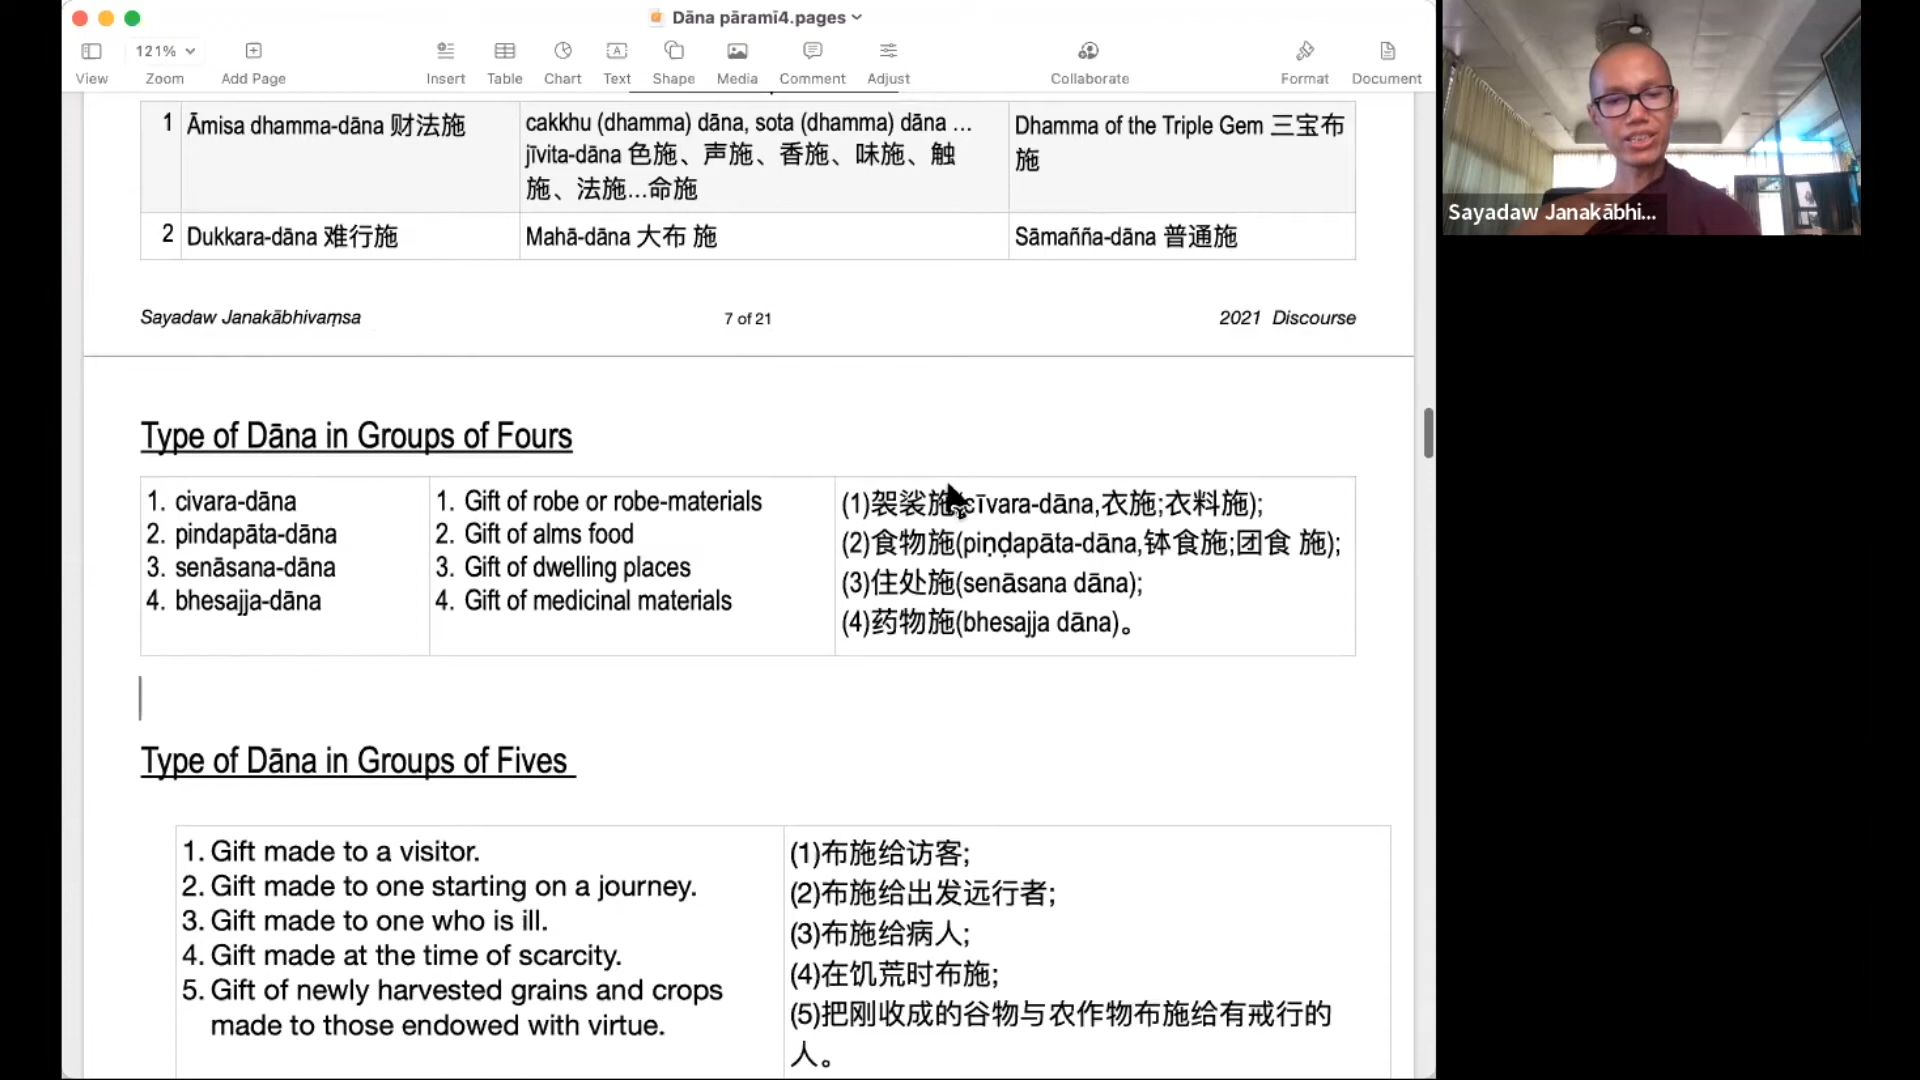 Dāna pāramī4.pages
121%
View
Zoom
Add Page
Insert
Table
Chart
Text
Shape
Media
Comment
Adjust
Collaborate
Format
Document
1 Āmisa dhamma-dāna 财法施
cakkhu (dhamma) dāna, sota (dhamma) dāna ...
jīvita-dāna 色施、声施、香施、味施、触
施、法施...命施
Dhamma of the Triple Gem 三宝布
施
2 Dukkara-dāna 难行施
Mahā-dāna 大布 施
Sāmañña-dāna 普通施
Sayadaw Janakābhivaṃsa
7 of 21
2021 Discourse
Type of Dāna in Groups of Fours
1. civara-dāna
2. pindapāta-dāna
3. senāsana-dāna
4. bhesajja-dāna
1. Gift of robe or robe-materials
2. Gift of alms food
3. Gift of dwelling places
4. Gift of medicinal materials
(1)袈裟施(cīvara-dāna,衣施;衣料施);
(2)食物施(piṇḍapāta-dāna,钵食施;团食 施);
(3)住处施(senāsana dāna);
(4)药物施(bhesajja dāna)。
Type of Dāna in Groups of Fives
1. Gift made to a visitor.
2. Gift made to one starting on a journey.
3. Gift made to one who is ill.
4. Gift made at the time of scarcity.
5. Gift of newly harvested grains and crops
made to those endowed with virtue.
(1)布施给访客;
(2)布施给出发远行者;
(3)布施给病人;
(4)在饥荒时布施;
(5)把刚收成的谷物与农作物布施给有戒行的
人。
Sayadaw Janakābhi...